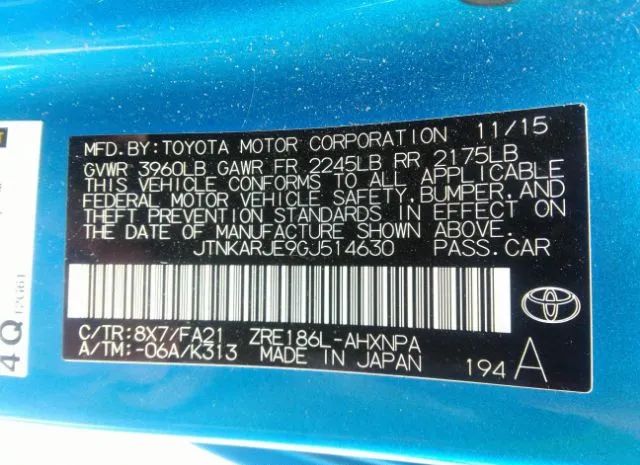 MFD. BY: TOYOTA MOTOR CORPORATION 11/15
GVWR 3960LB GAWR FR 2245LB RR 2175LB
THIS VEHICLE CONFORMS TO ALL APPLICABLE
FEDERAL MOTOR VEHICLE SAFETY, BUMPER, AND
THEFT PREVENTION STANDARDS IN EFFECT ON
THE DATE OF MANUFACTURE SHOWN ABOVE.
JTNKARJE9GJ514630 PASS.CAR
C/TR: 8X7/FA21 ZRE186L-AHXNPA
A/TM: -06A/K313 MADE IN JAPAN
194 A
TOYOTA
4Q